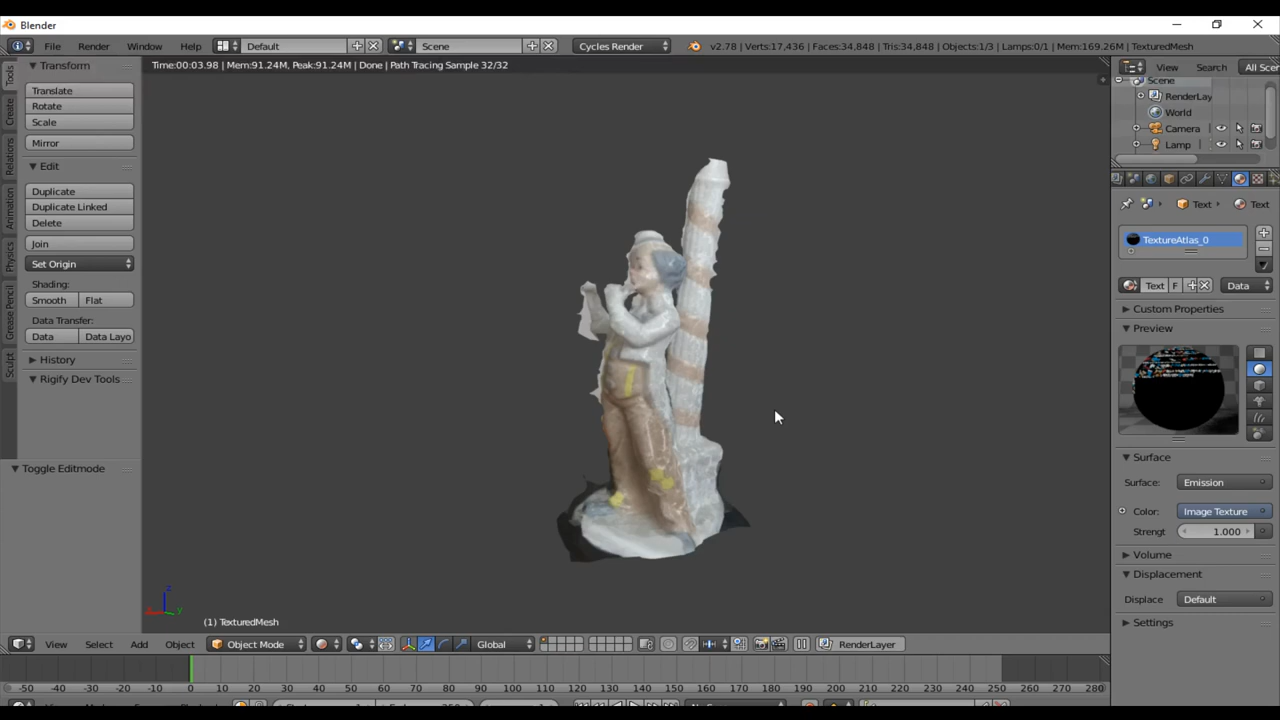 Blender
File Render Window Help Default Scene Cycles Render v2.78 | Verts:17,436 | Faces:34,848 | Tris:34,848 | Objects:1/3 | Lamps:0/1 | Mem:169.26M | TexturedMesh
Time:00:03.98 | Mem:91.24M, Peak:91.24M | Done | Path Tracing Sample 32/32
View Search All Scen
Tools
Create
Relations
Animation
Physics
Grease Pencil
Sculpt
Transform
Translate
Rotate
Scale
Mirror
Edit
Duplicate
Duplicate Linked
Delete
Join
Set Origin
Shading:
Smooth Flat
Data Transfer:
Data Data Layo
History
Rigify Dev Tools
Toggle Editmode
z
y
(1) TexturedMesh
View Select Add Object Object Mode Global RenderLayer
-50 -40 -30 -20 -10 0 10 20 30 40 50 60 70 80 90 100 110 120 130 140 150 160 170 180 190 200 210 220 230 240 250 260 270 280
Scene
RenderLay
World
Camera
Lamp
Text Text
TextureAtlas_0
Text F Data
Custom Properties
Preview
Surface
Surface: Emission
Color: Image Texture
Strengt 1.000
Volume
Displacement
Displace Default
Settings